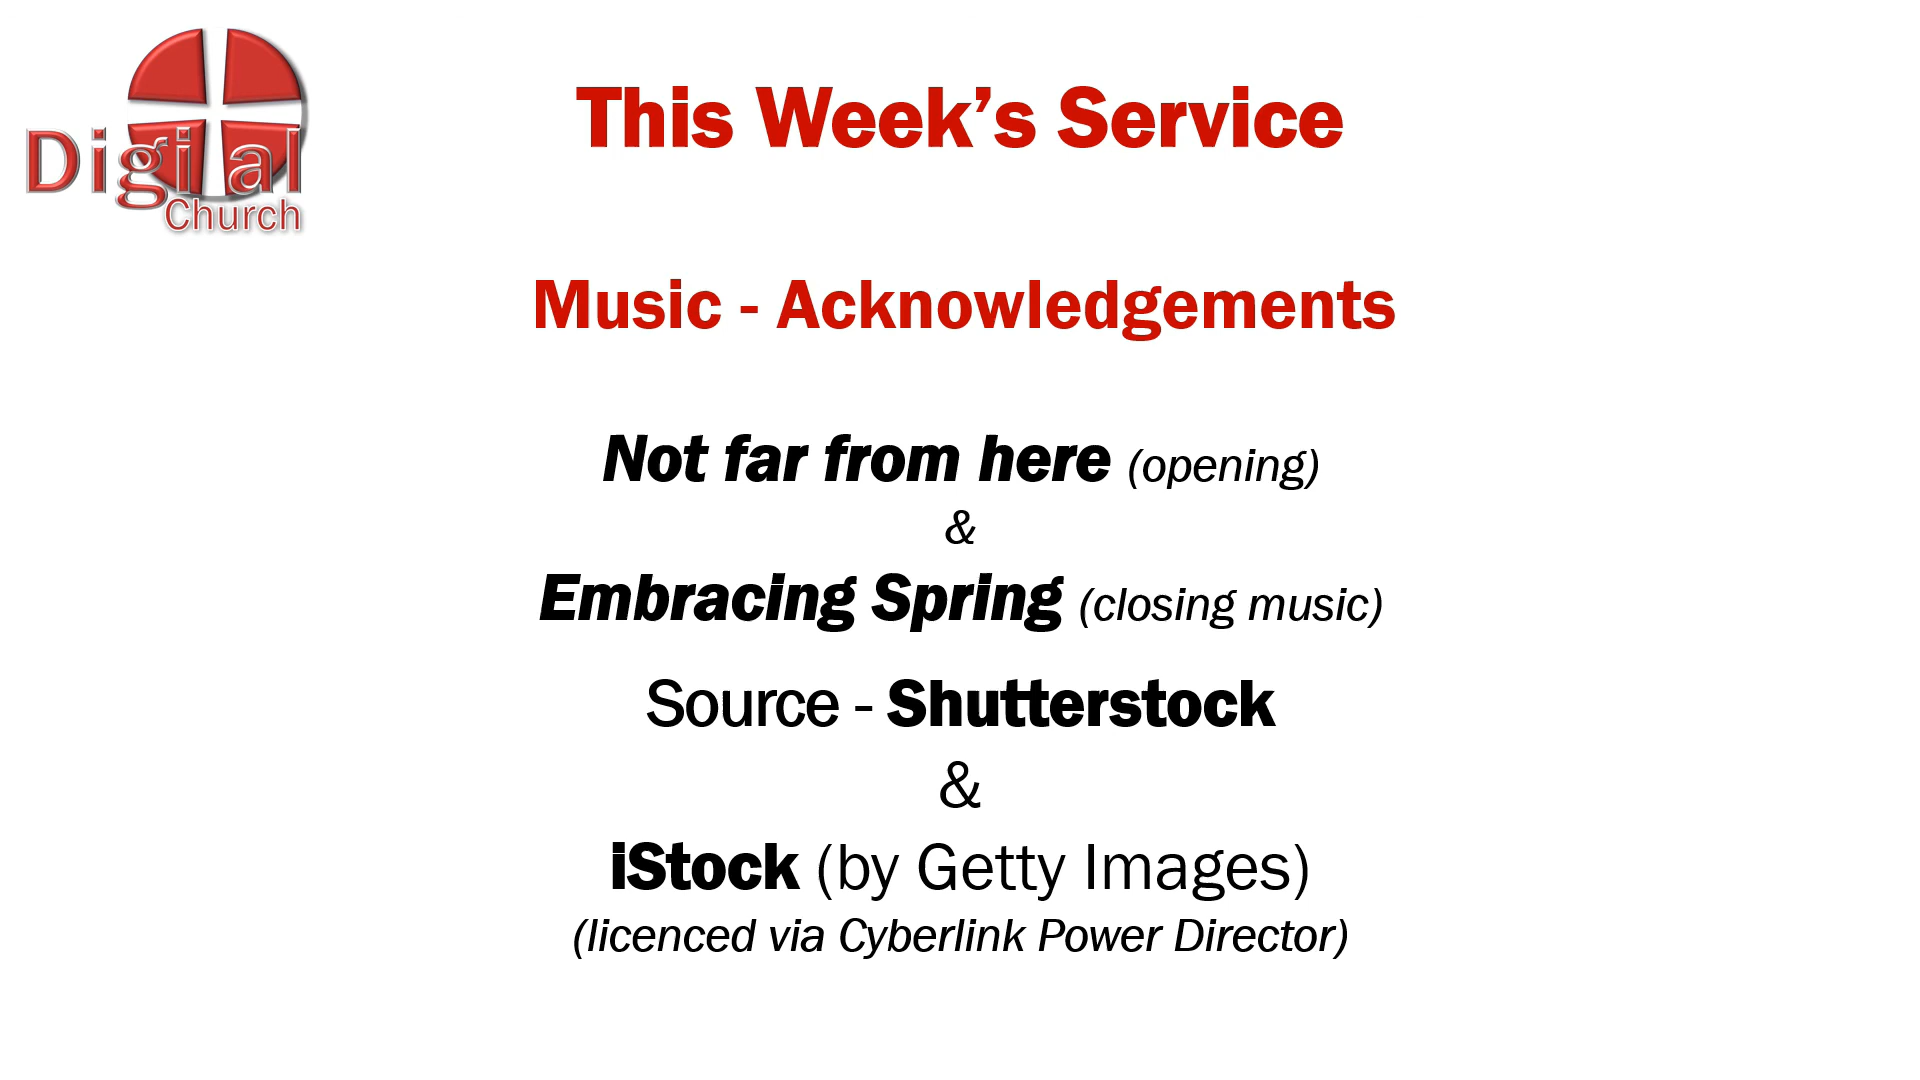 Digital
Church
This Week’s Service
Music - Acknowledgements
Not far from here (opening)
&
Embracing Spring (closing music)
Source - Shutterstock
&
iStock (by Getty Images)
(licenced via Cyberlink Power Director)